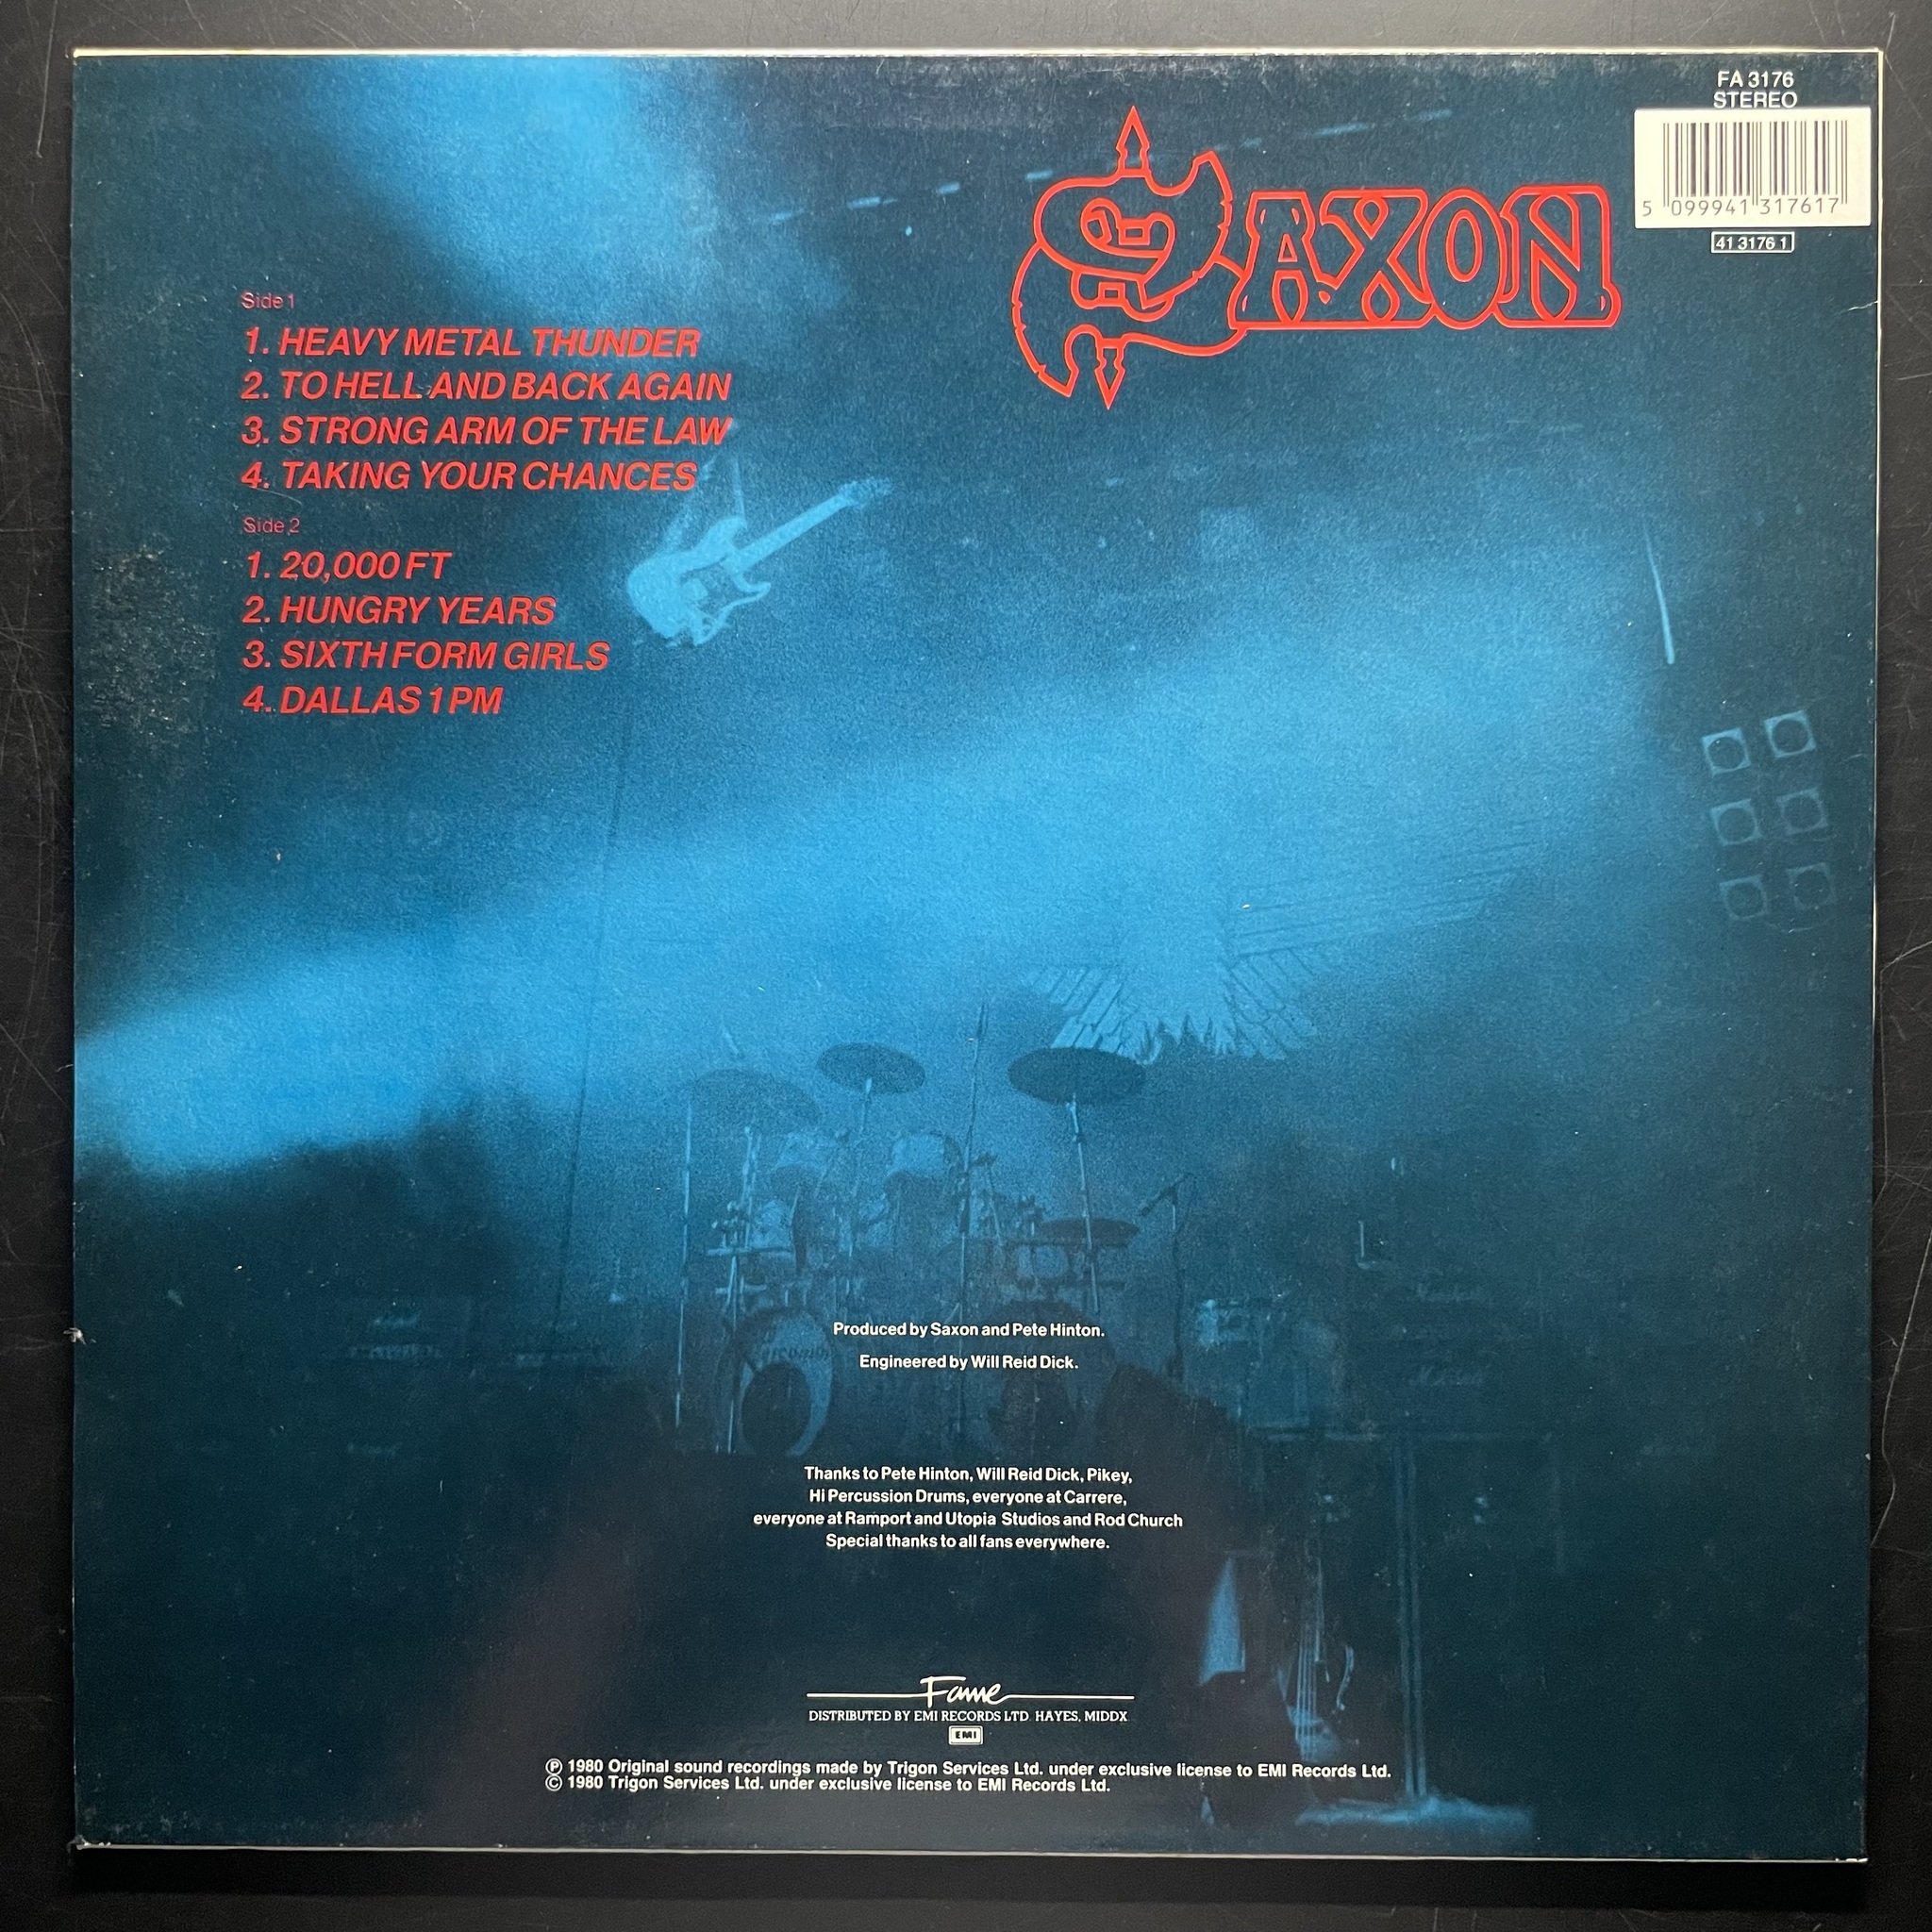 FA 3176
STEREO
5 099941 317617
41 3176 1
SAXON
Side 1
1. HEAVY METAL THUNDER
2. TO HELL AND BACK AGAIN
3. STRONG ARM OF THE LAW
4. TAKING YOUR CHANCES
Side 2
1. 20,000 FT
2. HUNGRY YEARS
3. SIXTH FORM GIRLS
4. DALLAS 1 PM
Produced by Saxon and Pete Hinton.
Engineered by Will Reid Dick.
Thanks to Pete Hinton, Will Reid Dick, Pikey,
Hi Percussion Drums, everyone at Carrere,
everyone at Ramport and Utopia Studios and Rod Church
Special thanks to all fans everywhere.
Fame
DISTRIBUTED BY EMI RECORDS LTD. HAYES, MIDDX.
EMI
℗ 1980 Original sound recordings made by Trigon Services Ltd. under exclusive license to EMI Records Ltd.
© 1980 Trigon Services Ltd. under exclusive license to EMI Records Ltd.